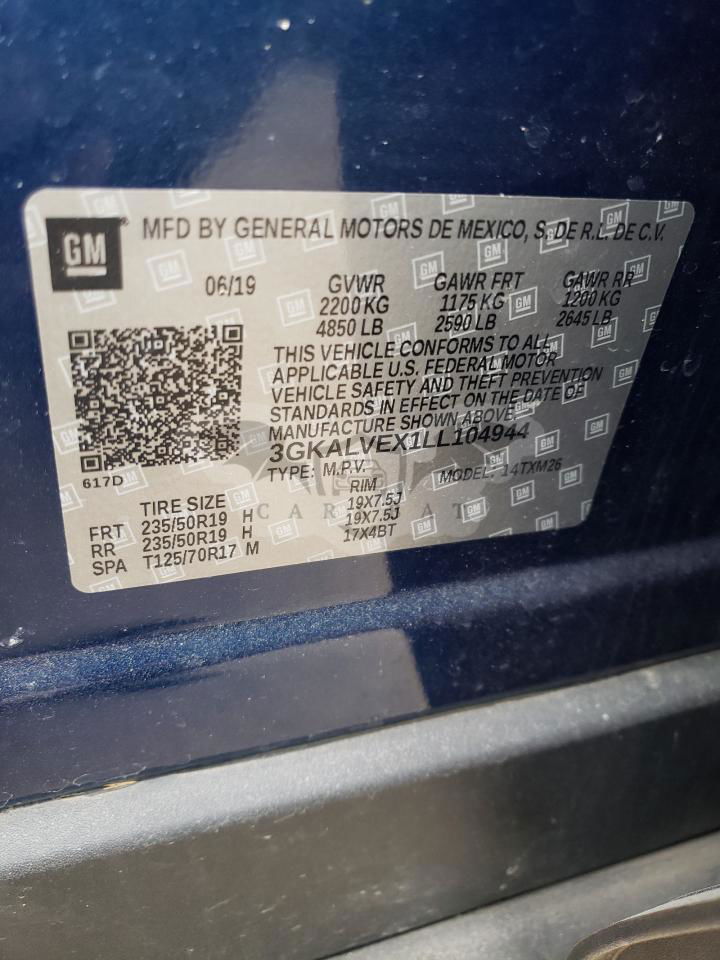 GM
MFD BY GENERAL MOTORS DE MEXICO, S. DE R.L. DE C.V.
06/19 GVWR GAWR FRT GAWR RR
2200 KG 1175 KG 1200 KG
4850 LB 2590 LB 2645 LB
THIS VEHICLE CONFORMS TO ALL
APPLICABLE U.S. FEDERAL MOTOR
VEHICLE SAFETY AND THEFT PREVENTION
STANDARDS IN EFFECT ON THE DATE OF
MANUFACTURE SHOWN ABOVE.
3GKALVEX1LL104944
617D
TYPE: M.P.V. MODEL: 14TXM26
TIRE SIZE RIM
FRT 235/50R19 H 19X7.5J
RR 235/50R19 H 19X7.5J
SPA T125/70R17 M 17X4BT